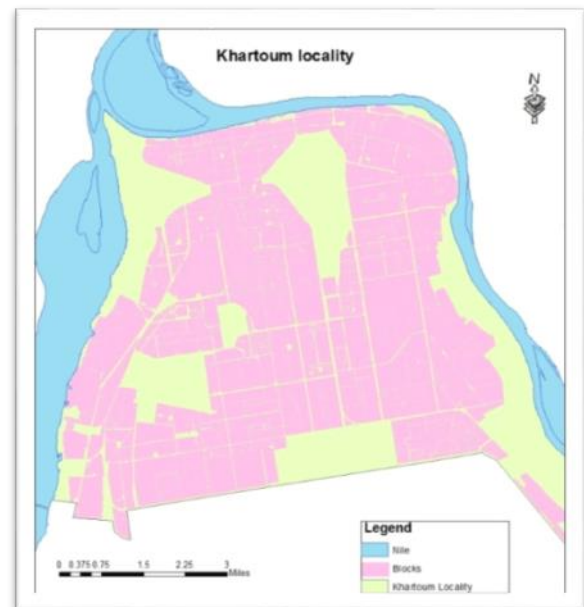 Khartoum locality
N
Legend
Nile
Blocks
Khartoum Locality
0 0.375 0.75 1.5 2.25 3
Miles